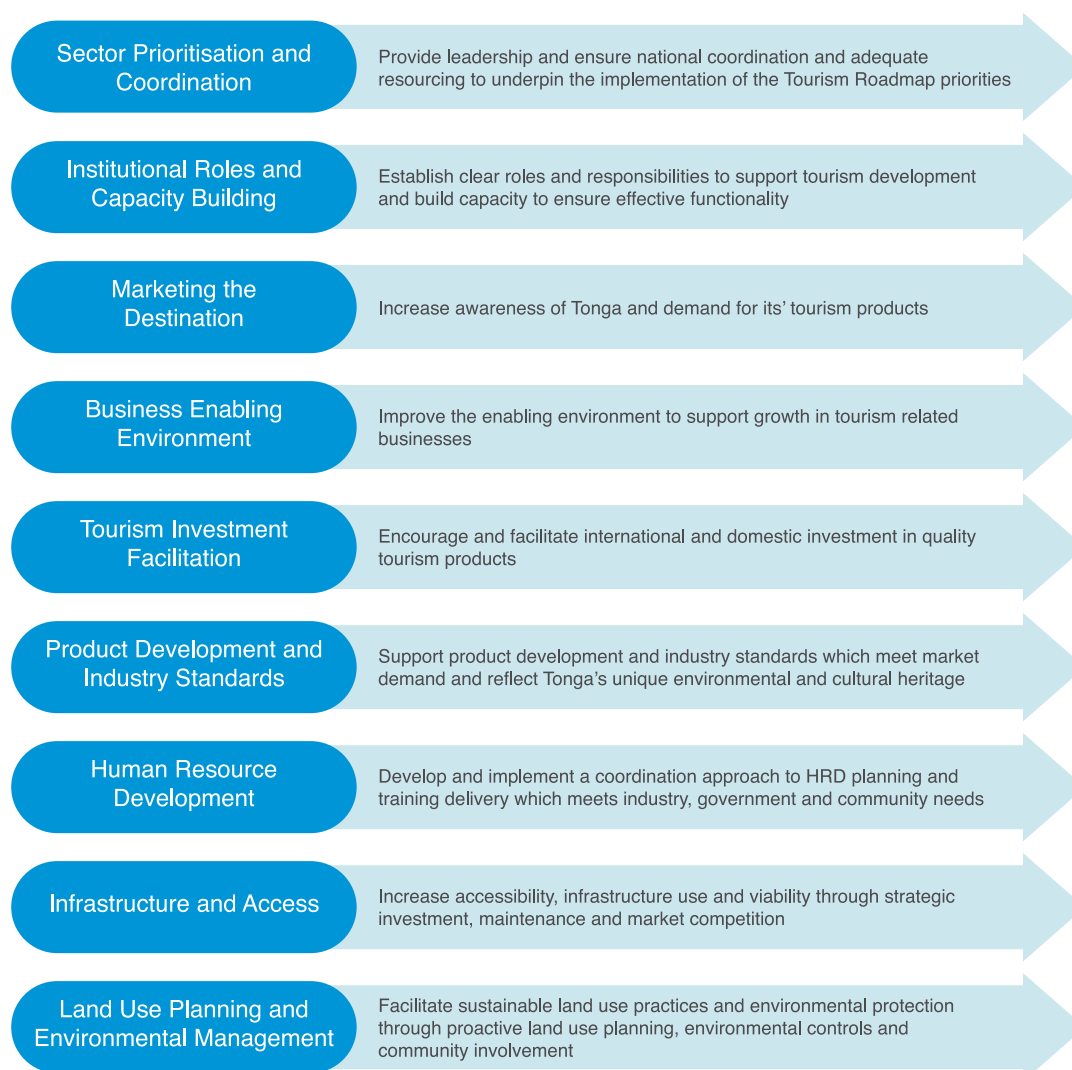 Sector Prioritisation and
Coordination
Provide leadership and ensure national coordination and adequate
resourcing to underpin the implementation of the Tourism Roadmap priorities
Institutional Roles and
Capacity Building
Establish clear roles and responsibilities to support tourism development
and build capacity to ensure effective functionality
Marketing the
Destination
Increase awareness of Tonga and demand for its' tourism products
Business Enabling
Environment
Improve the enabling environment to support growth in tourism related
businesses
Tourism Investment
Facilitation
Encourage and facilitate international and domestic investment in quality
tourism products
Product Development and
Industry Standards
Support product development and industry standards which meet market
demand and reflect Tonga's unique environmental and cultural heritage
Human Resource
Development
Develop and implement a coordination approach to HRD planning and
training delivery which meets industry, government and community needs
Infrastructure and Access
Increase accessibility, infrastructure use and viability through strategic
investment, maintenance and market competition
Land Use Planning and
Environmental Management
Facilitate sustainable land use practices and environmental protection
through proactive land use planning, environmental controls and
community involvement